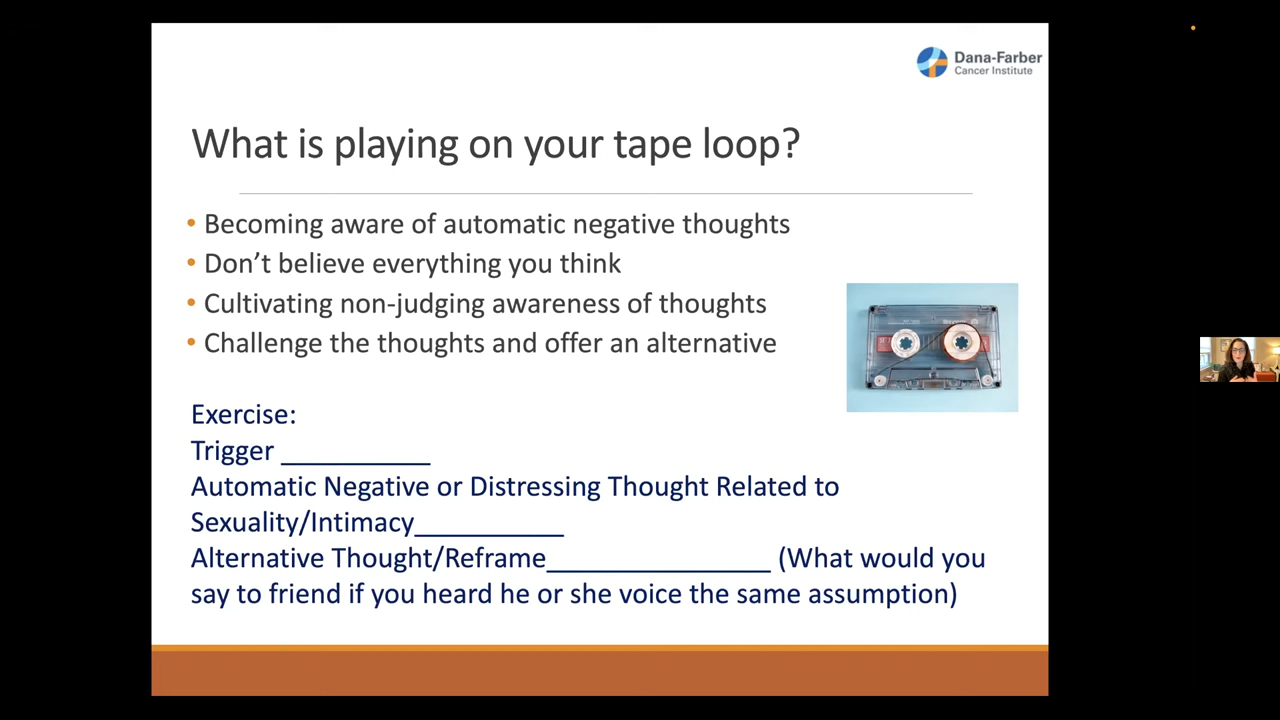 Dana-Farber
Cancer Institute
What is playing on your tape loop?
• Becoming aware of automatic negative thoughts
• Don’t believe everything you think
• Cultivating non-judging awareness of thoughts
• Challenge the thoughts and offer an alternative
Exercise:
Trigger __________
Automatic Negative or Distressing Thought Related to
Sexuality/Intimacy__________
Alternative Thought/Reframe_______________ (What would you
say to friend if you heard he or she voice the same assumption)